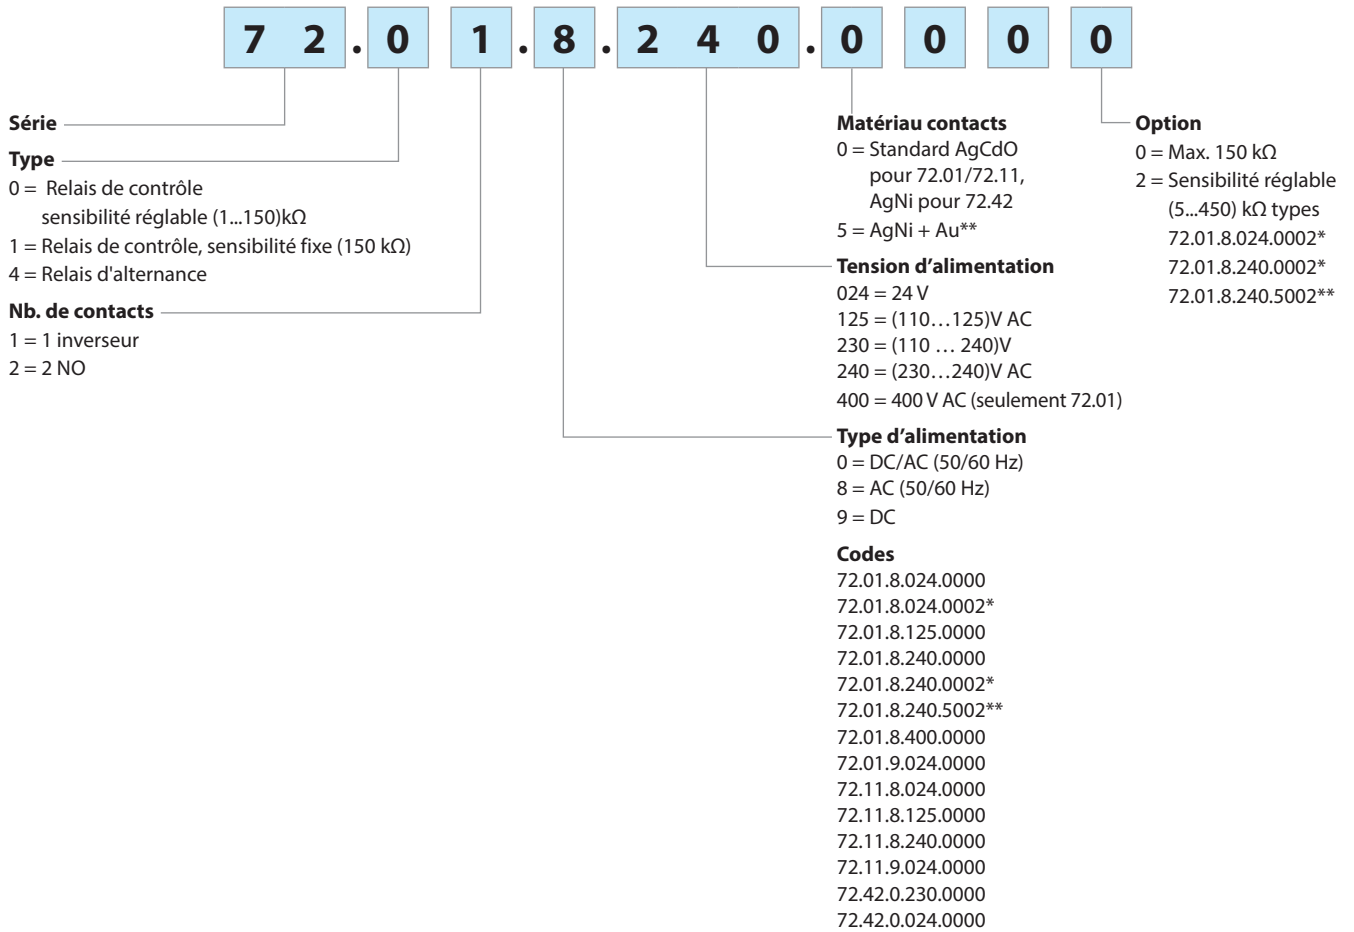 7 2 . 0 1 . 8 . 2 4 0 . 0 0 0 0
Série
Type
0 = Relais de contrôle
sensibilité réglable (1...150)kΩ
1 = Relais de contrôle, sensibilité fixe (150 kΩ)
4 = Relais d'alternance
Nb. de contacts
1 = 1 inverseur
2 = 2 NO
Matériau contacts
0 = Standard AgCdO
pour 72.01/72.11,
AgNi pour 72.42
5 = AgNi + Au**
Tension d’alimentation
024 = 24 V
125 = (110…125)V AC
230 = (110 … 240)V
240 = (230…240)V AC
400 = 400 V AC (seulement 72.01)
Type d’alimentation
0 = DC/AC (50/60 Hz)
8 = AC (50/60 Hz)
9 = DC
Codes
72.01.8.024.0000
72.01.8.024.0002*
72.01.8.125.0000
72.01.8.240.0000
72.01.8.240.0002*
72.01.8.240.5002**
72.01.8.400.0000
72.01.9.024.0000
72.11.8.024.0000
72.11.8.125.0000
72.11.8.240.0000
72.11.9.024.0000
72.42.0.230.0000
72.42.0.024.0000
Option
0 = Max. 150 kΩ
2 = Sensibilité réglable
(5...450) kΩ types
72.01.8.024.0002*
72.01.8.240.0002*
72.01.8.240.5002**